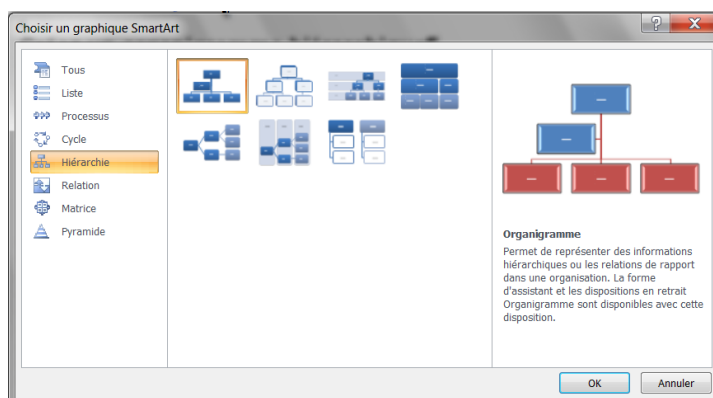 Choisir un graphique SmartArt
Tous
Liste
Processus
Cycle
Hiérarchie
Relation
Matrice
Pyramide
Organigramme
Permet de représenter des informations
hiérarchiques ou les relations de rapport
dans une organisation. La forme
d'assistant et les dispositions en retrait
Organigramme sont disponibles avec cette
disposition.
OK
Annuler